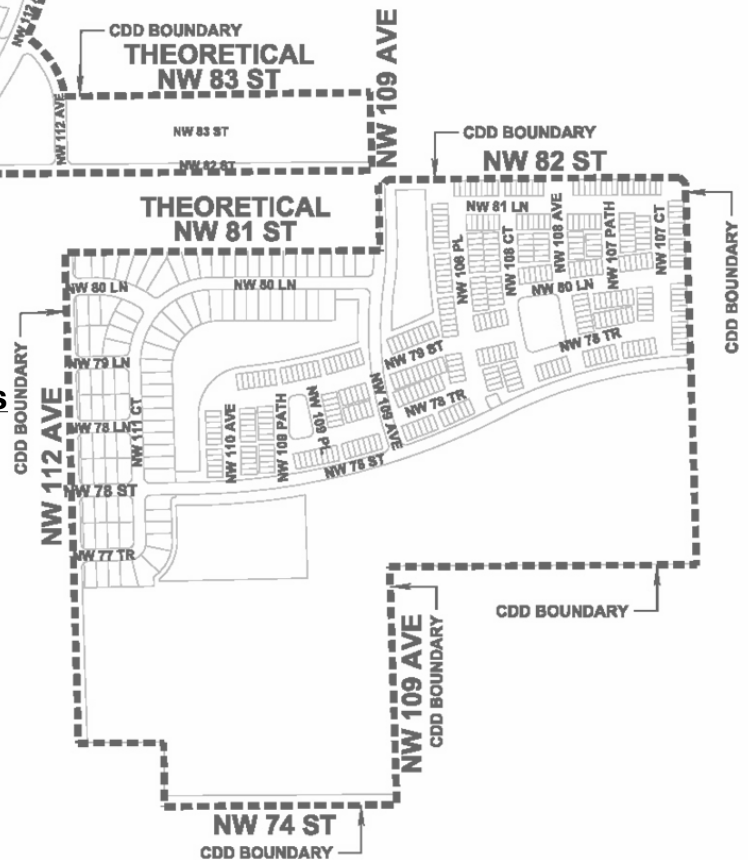 NW 112
CDD BOUNDARY
THEORETICAL
NW 83 ST
NW 109 AVE
NW 112 AVE
NW 83 ST
NW 82 ST
CDD BOUNDARY
NW 82 ST
THEORETICAL
NW 81 ST
NW 81 LN
NW 108 PL
NW 108 CT
NW 108 AVE
NW 107 PATH
NW 107 CT
CDD BOUNDARY
NW 80 LN
NW 80 LN
NW 80 LN
NW 79 LN
NW 79 ST
NW 78 TR
CDD BOUNDARY
S
NW 112 AVE
NW 78 LN
NW 111 CT
NW 110 AVE
NW 109 PATH
NW 109 PL
NW 109 AVE
NW 78 TR
NW 78 ST
NW 78 ST
NW 77 TR
CDD BOUNDARY
NW 109 AVE
CDD BOUNDARY
NW 74 ST
CDD BOUNDARY